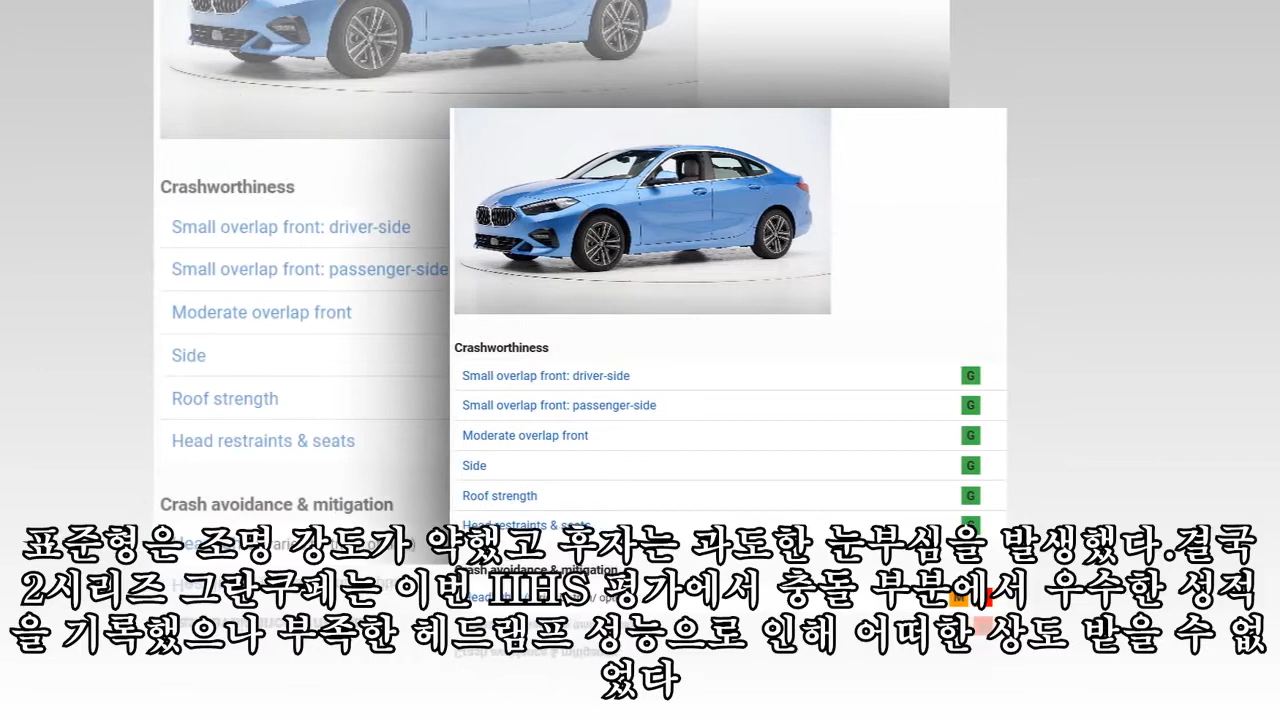 Crashworthiness
Small overlap front: driver-side
Small overlap front: passenger-side
Moderate overlap front
Side
Roof strength
Head restraints & seats
Crash avoidance & mitigation
Crashworthiness
Small overlap front: driver-side G
Small overlap front: passenger-side G
Moderate overlap front G
Side G
Roof strength G
Head restraints & seats G
Crash avoidance & mitigation
표준형은 조명 강도가 약했고 후자는 과도한 눈부심을 발생했다.결국
2시리즈 그란쿠페는 이번 IIHS 평가에서 충돌 부분에서 우수한 성적
을 기록했으나 부족한 헤드램프 성능으로 인해 어떠한 상도 받을 수 없
었다